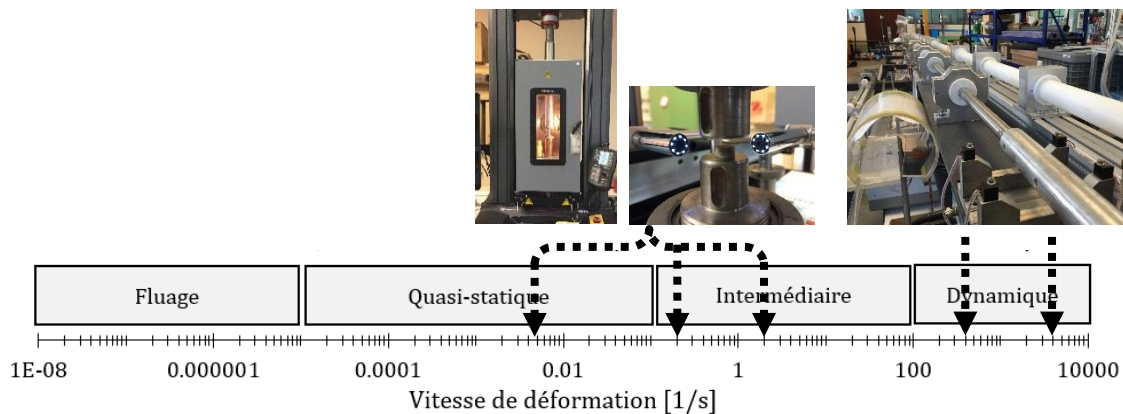 Fluage Quasi-statique Intermédiaire Dynamique
1E-08 0.000001 0.0001 0.01 1 100 10000
Vitesse de déformation [1/s]